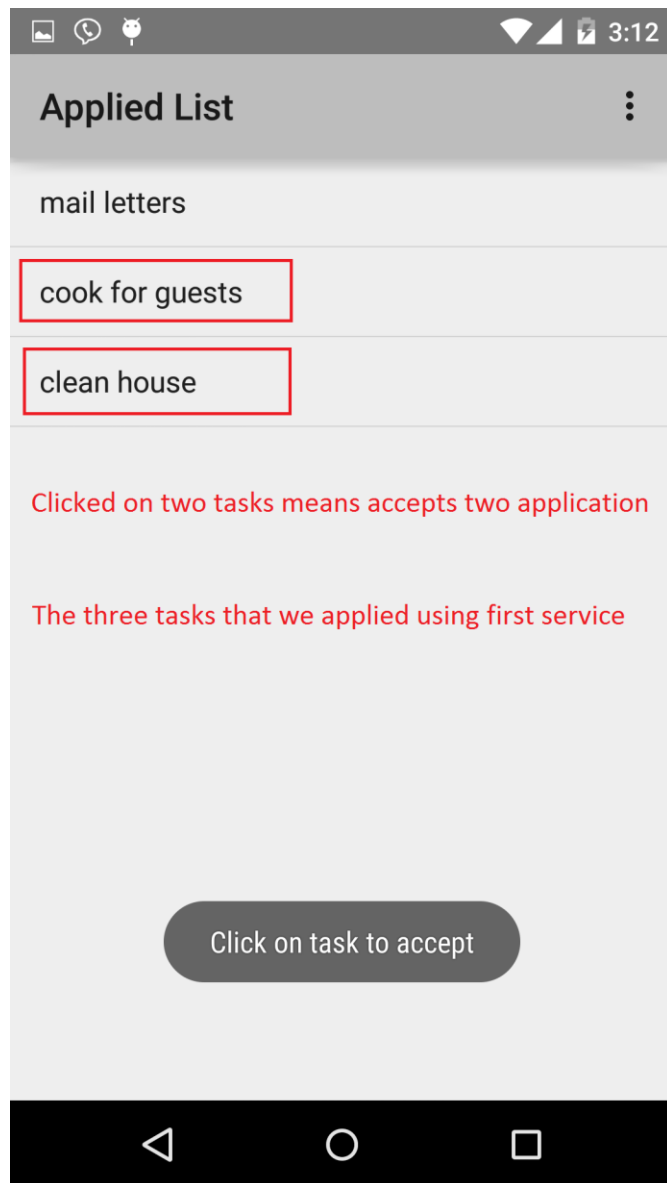 3:12
Applied List
mail letters
cook for guests
clean house
Clicked on two tasks means accepts two application
The three tasks that we applied using first service
Click on task to accept